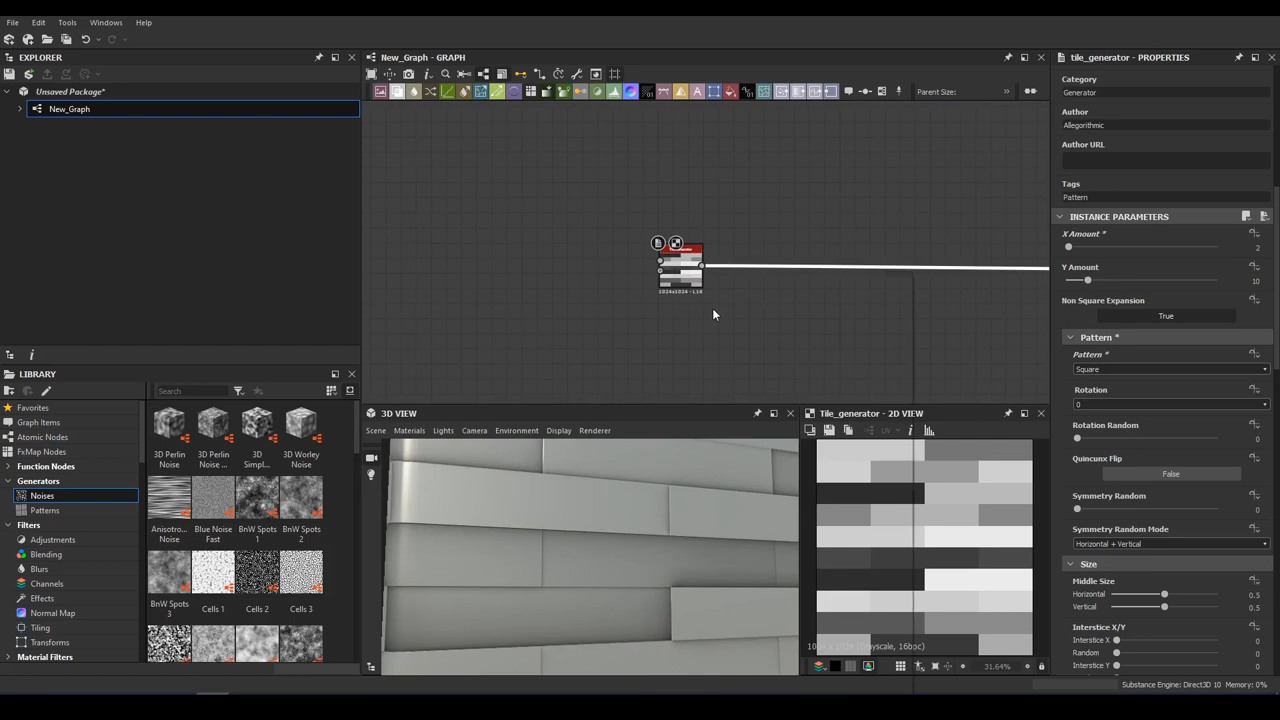 File Edit Tools Windows Help
EXPLORER
Unsaved Package*
New_Graph
LIBRARY
Search
Favorites
Graph Items
Atomic Nodes
FxMap Nodes
Function Nodes
Generators
Noises
Patterns
Filters
Adjustments
Blending
Blurs
Channels
Effects
Normal Map
Tiling
Transforms
Material Filters
3D Perlin Noise
3D Perlin Noise ...
3D Simpl...
3D Worley Noise
Anisotro... Noise
Blue Noise Fast
BnW Spots 1
BnW Spots 2
BnW Spots 3
Cells 1
Cells 2
Cells 3
New_Graph - GRAPH
Parent Size:
1024x1024 - L16
3D VIEW
Scene Materials Lights Camera Environment Display Renderer
Tile_generator - 2D VIEW
UV
1024 x 1024 (Grayscale, 16bpc)
31.64%
tile_generator - PROPERTIES
Category
Generator
Author
Allegorithmic
Author URL
Tags
Pattern
INSTANCE PARAMETERS
X Amount *
2
Y Amount
10
Non Square Expansion
True
Pattern *
Pattern *
Square
Rotation
0
Rotation Random
0
Quincunx Flip
False
Symmetry Random
0
Symmetry Random Mode
Horizontal + Vertical
Size
Middle Size
Horizontal 0.5
Vertical 0.5
Interstice X/Y
Interstice X 0
Random 0
Interstice Y 0
Substance Engine: Direct3D 10 Memory: 0%